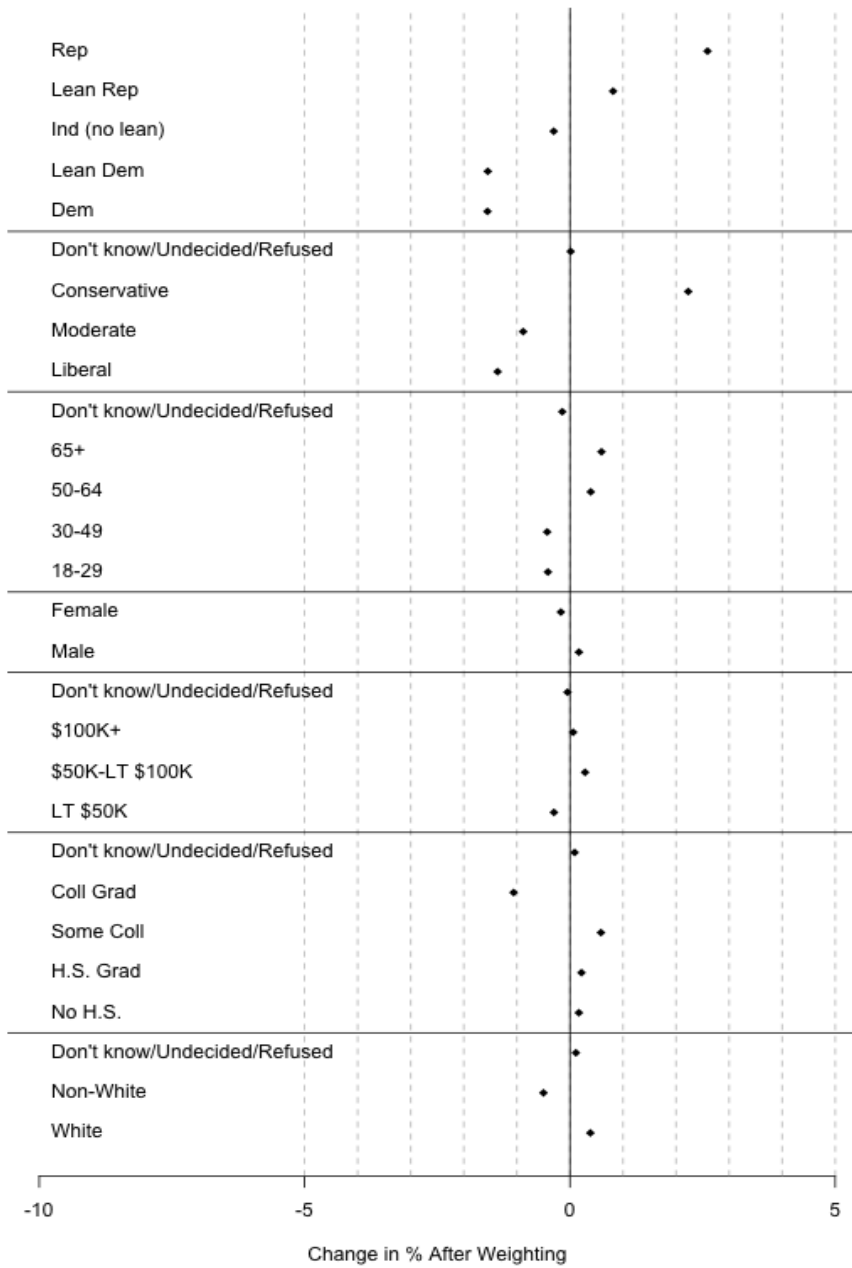 Rep
Lean Rep
Ind (no lean)
Lean Dem
Dem
Don't know/Undecided/Refused
Conservative
Moderate
Liberal
Don't know/Undecided/Refused
65+
50-64
30-49
18-29
Female
Male
Don't know/Undecided/Refused
$100K+
$50K-LT $100K
LT $50K
Don't know/Undecided/Refused
Coll Grad
Some Coll
H.S. Grad
No H.S.
Don't know/Undecided/Refused
Non-White
White
-10 -5 0 5
Change in % After Weighting